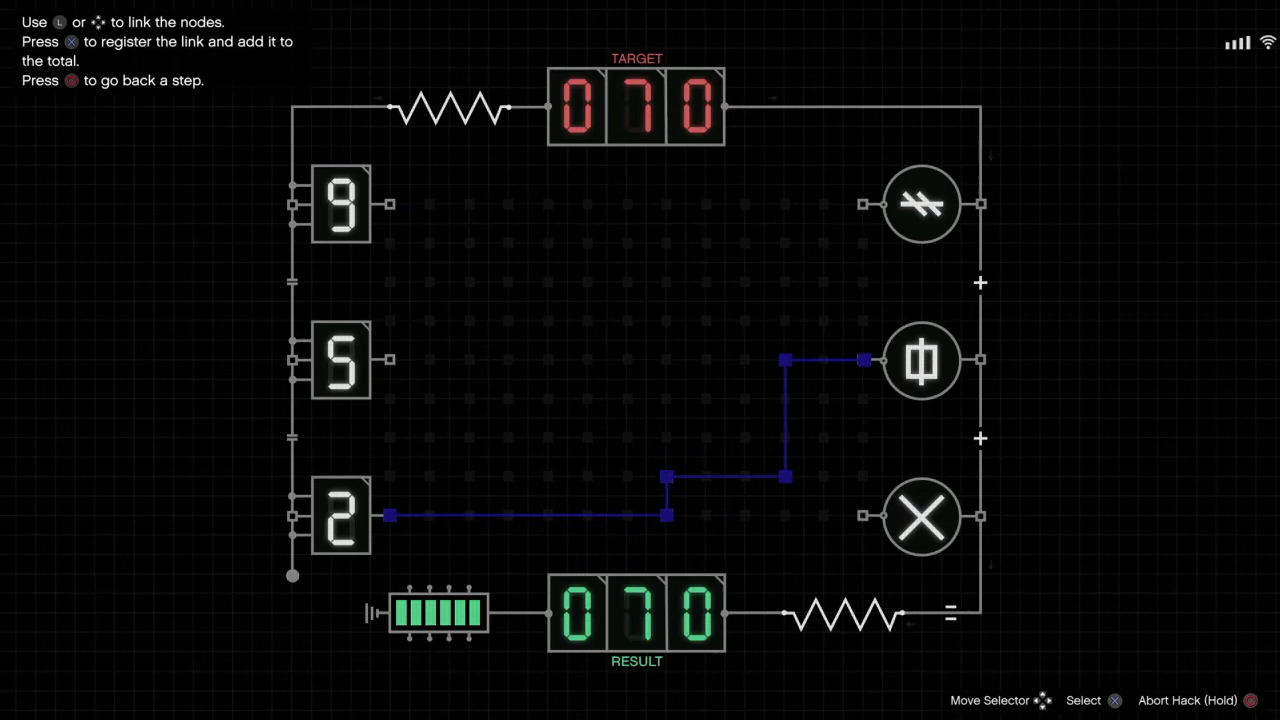 Use L or to link the nodes.
Press to register the link and add it to
the total.
Press to go back a step.
TARGET
070
9
5
+
+
2
070
=
RESULT
Move Selector Select Abort Hack (Hold)